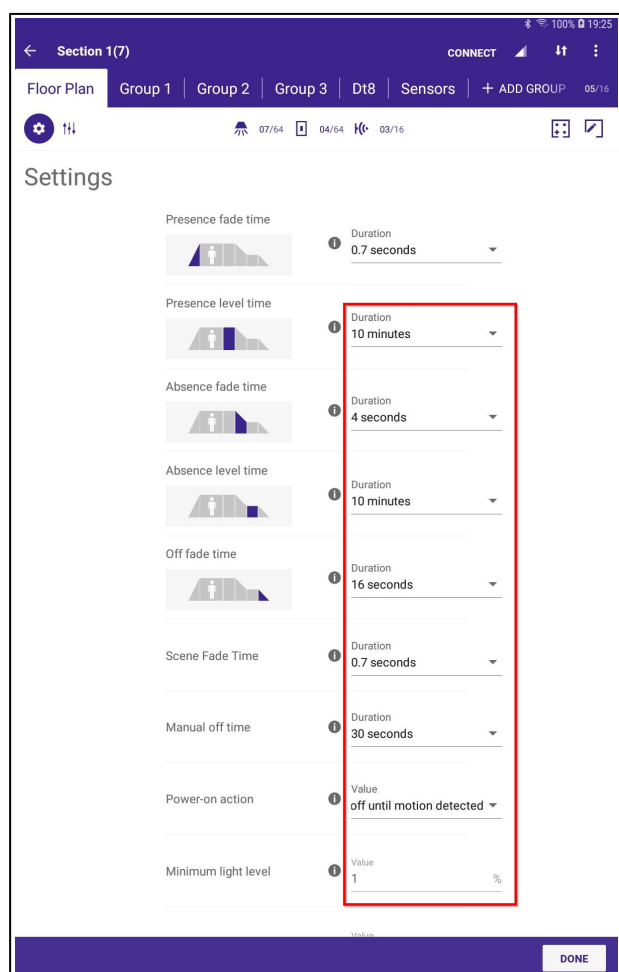 100% 19:25
Section 1(7) CONNECT
Floor Plan Group 1 Group 2 Group 3 Dt8 Sensors + ADD GROUP 05/16
07/64 04/64 03/16
Settings
Presence fade time
Duration
0.7 seconds
Presence level time
Duration
10 minutes
Absence fade time
Duration
4 seconds
Absence level time
Duration
10 minutes
Off fade time
Duration
16 seconds
Scene Fade Time
Duration
0.7 seconds
Manual off time
Duration
30 seconds
Power-on action
Value
off until motion detected
Minimum light level
Value
1 %
Value
DONE